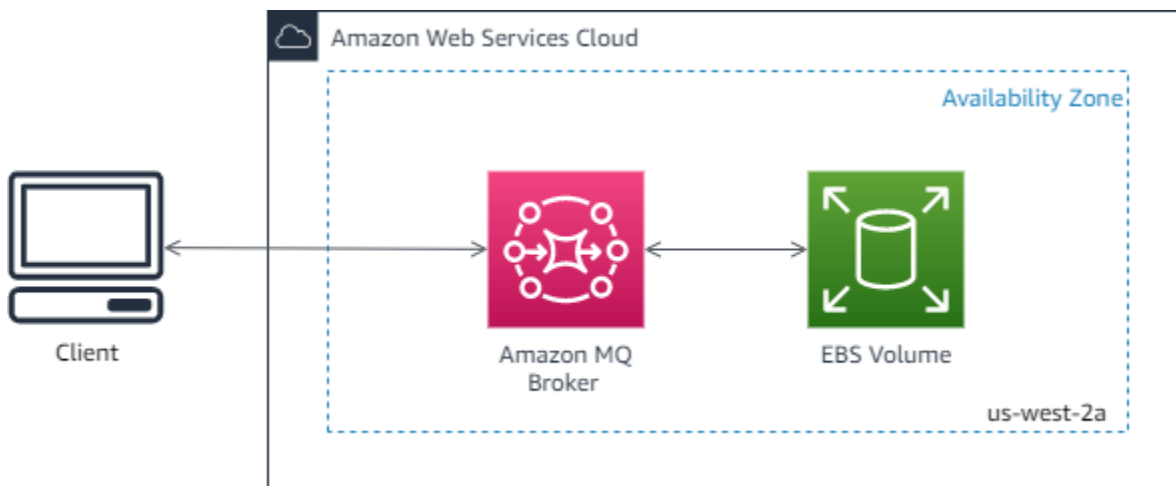 Amazon Web Services Cloud
Availability Zone
Client
Amazon MQ
Broker
EBS Volume
us-west-2a